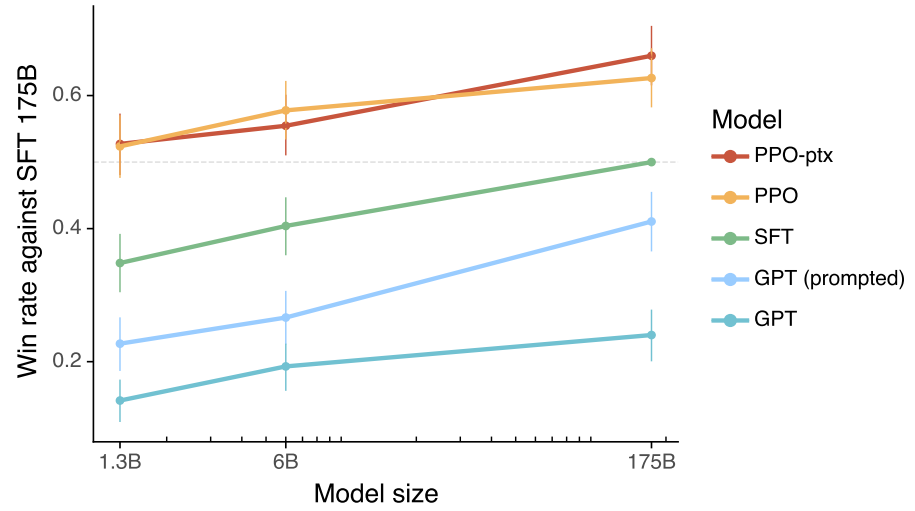 Win rate against SFT 175B
0.6
0.4
0.2
1.3B
6B
175B
Model size
Model
PPO-ptx
PPO
SFT
GPT (prompted)
GPT